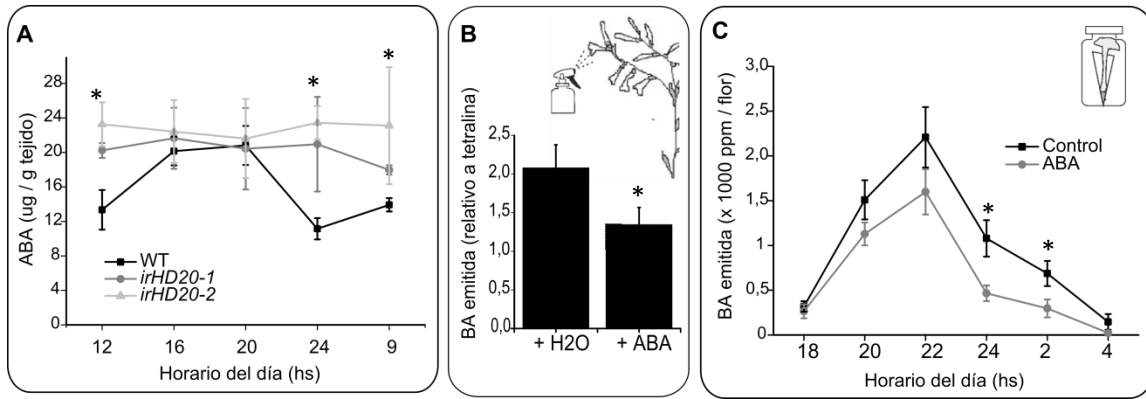 A
ABA (ug / g tejido)
28
24
20
16
12
8
4
0
*
*
*
WT
irHD20-1
irHD20-2
12 16 20 24 9
Horario del día (hs)
B
BA emitida (relativo a tetralina)
2,5
2,0
1,5
1,0
0,5
0,0
*
+ H2O + ABA
C
BA emitida (x 1000 ppm / flor)
3,0
2,5
2,0
1,5
1,0
0,5
0
Control
ABA
*
*
18 20 22 24 2 4
Horario del día (hs)